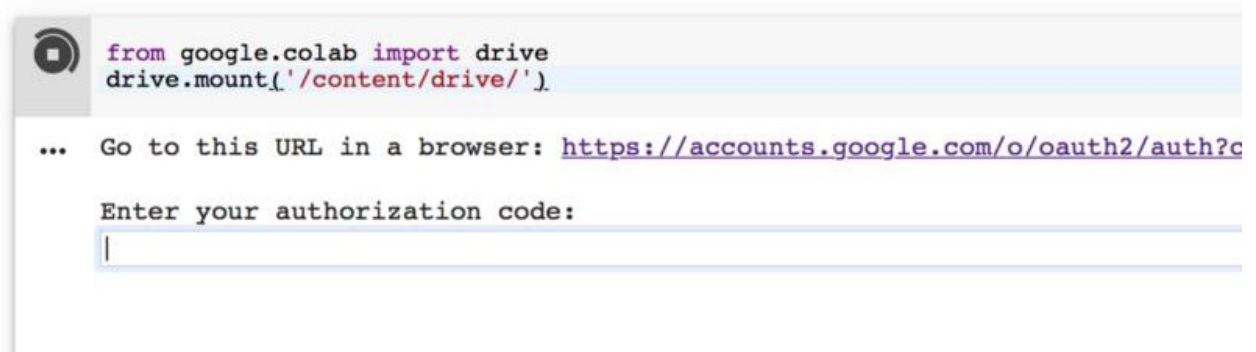 from google.colab import drive
drive.mount('/content/drive/')
... Go to this URL in a browser: https://accounts.google.com/o/oauth2/auth?c
Enter your authorization code: